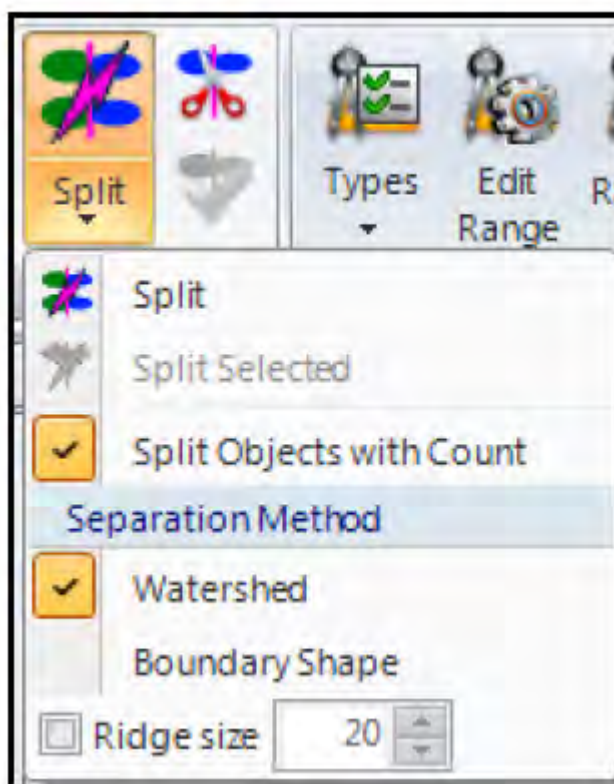 Split
Types
Edit
Range
R
Split
Split Selected
Split Objects with Count
Separation Method
Watershed
Boundary Shape
Ridge size 20